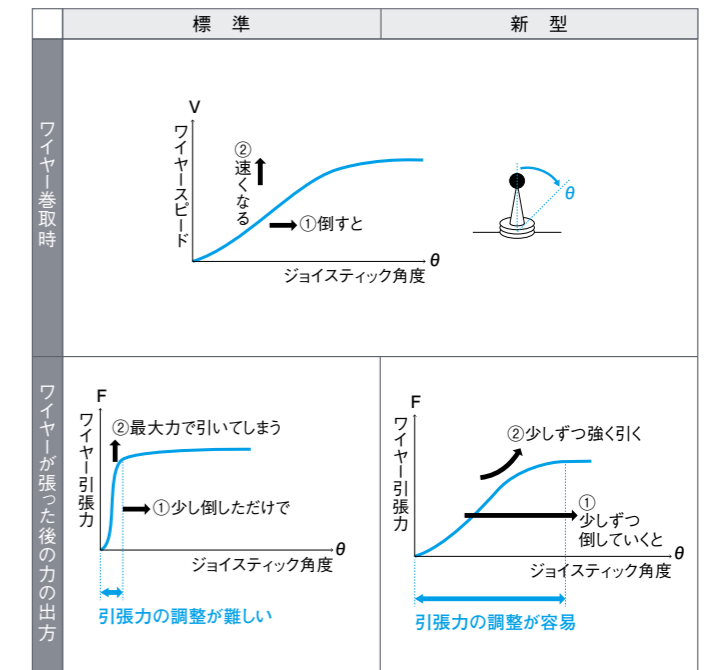 標 準
新 型
ワイヤー巻取時
V
ワイヤースピード
②速くなる
①倒すと
θ
ジョイスティック角度
θ
ワイヤーが張った後の力の出方
F
ワイヤー引張力
②最大力で引いてしまう
①少し倒しただけで
θ
ジョイスティック角度
引張力の調整が難しい
F
ワイヤー引張力
②少しずつ強く引く
①
少しずつ
倒していくと
θ
ジョイスティック角度
引張力の調整が容易